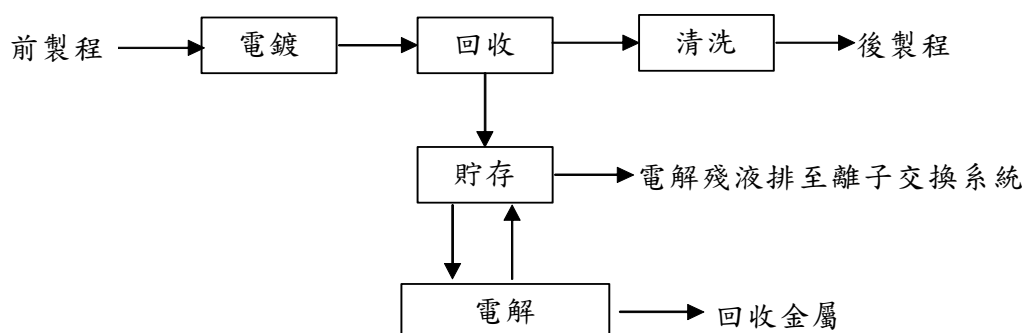 前製程
電鍍
回收
清洗
後製程
貯存
電解殘液排至離子交換系統
電解
回收金屬